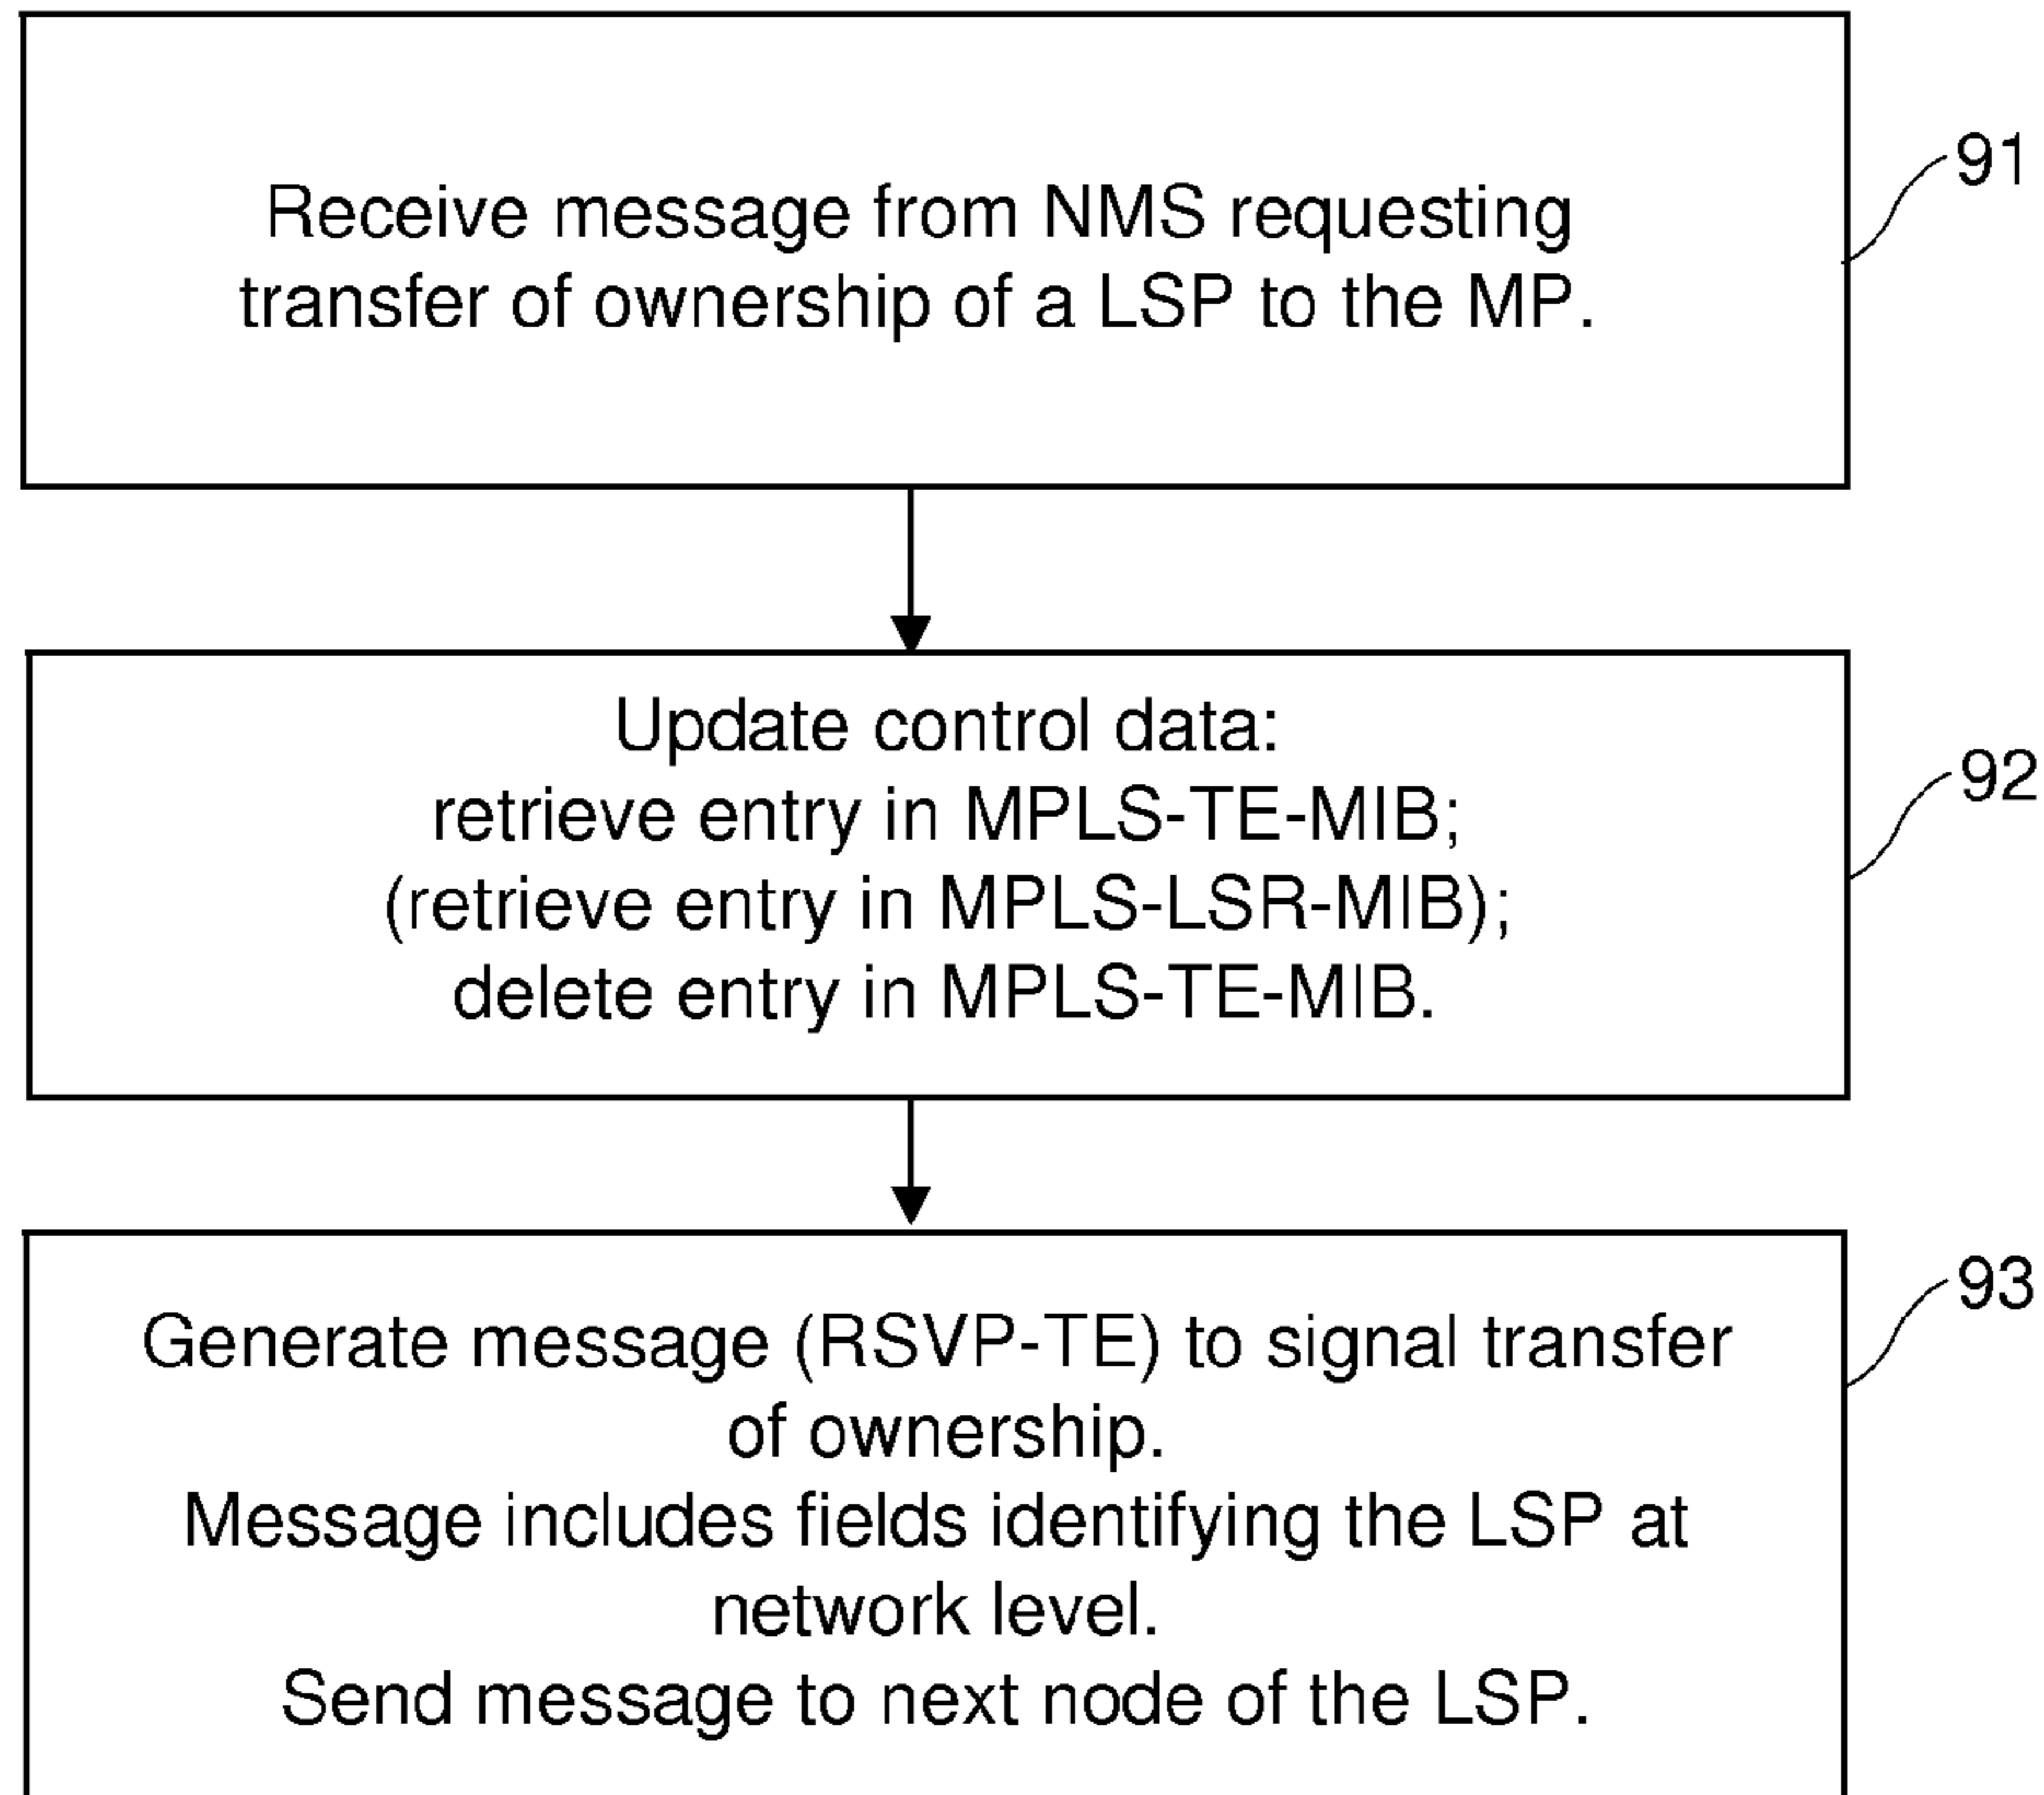 Receive message from NMS requesting
transfer of ownership of a LSP to the MP.
91
Update control data:
retrieve entry in MPLS-TE-MIB;
(retrieve entry in MPLS-LSR-MIB);
delete entry in MPLS-TE-MIB.
92
Generate message (RSVP-TE) to signal transfer
of ownership.
Message includes fields identifying the LSP at
network level.
Send message to next node of the LSP.
93